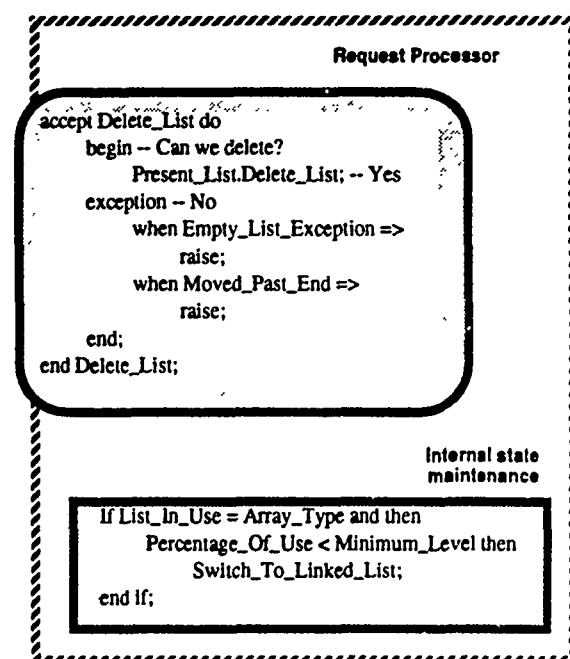 Request Processor
accept Delete_List do
begin -- Can we delete?
Present_List.Delete_List; -- Yes
exception -- No
when Empty_List_Exception =>
raise;
when Moved_Past_End =>
raise;
end;
end Delete_List;
Internal state
maintenance
If List_In_Use = Array_Type and then
Percentage_Of_Use < Minimum_Level then
Switch_To_Linked_List;
end if;